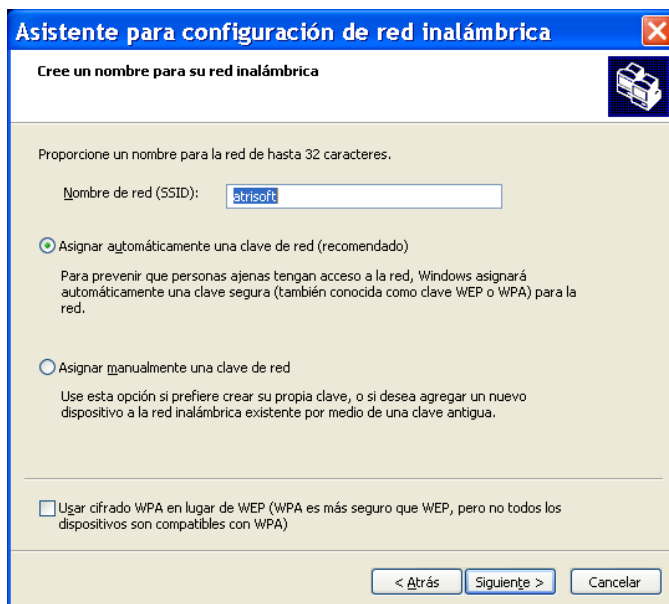 Asistente para configuración de red inalámbrica
Cree un nombre para su red inalámbrica
Proporcione un nombre para la red de hasta 32 caracteres.
Nombre de red (SSID):
atrisoft
Asignar automáticamente una clave de red (recomendado)
Para prevenir que personas ajenas tengan acceso a la red, Windows asignará
automáticamente una clave segura (también conocida como clave WEP o WPA) para la
red.
Asignar manualmente una clave de red
Use esta opción si prefiere crear su propia clave, o si desea agregar un nuevo
dispositivo a la red inalámbrica existente por medio de una clave antigua.
Usar cifrado WPA en lugar de WEP (WPA es más seguro que WEP, pero no todos los
dispositivos son compatibles con WPA)
< Atrás
Siguiente >
Cancelar